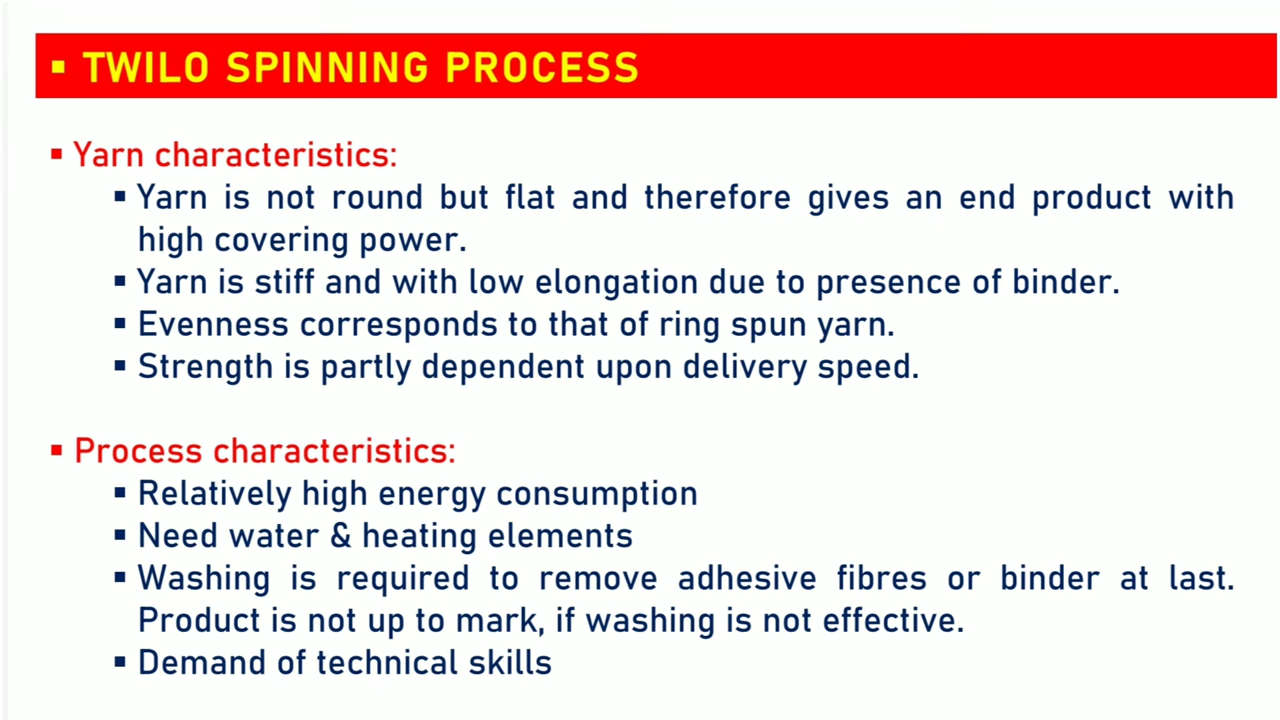 ▪ TWILO SPINNING PROCESS
▪ Yarn characteristics:
▪ Yarn is not round but flat and therefore gives an end product with
high covering power.
▪ Yarn is stiff and with low elongation due to presence of binder.
▪ Evenness corresponds to that of ring spun yarn.
▪ Strength is partly dependent upon delivery speed.
▪ Process characteristics:
▪ Relatively high energy consumption
▪ Need water & heating elements
▪ Washing is required to remove adhesive fibres or binder at last.
Product is not up to mark, if washing is not effective.
▪ Demand of technical skills